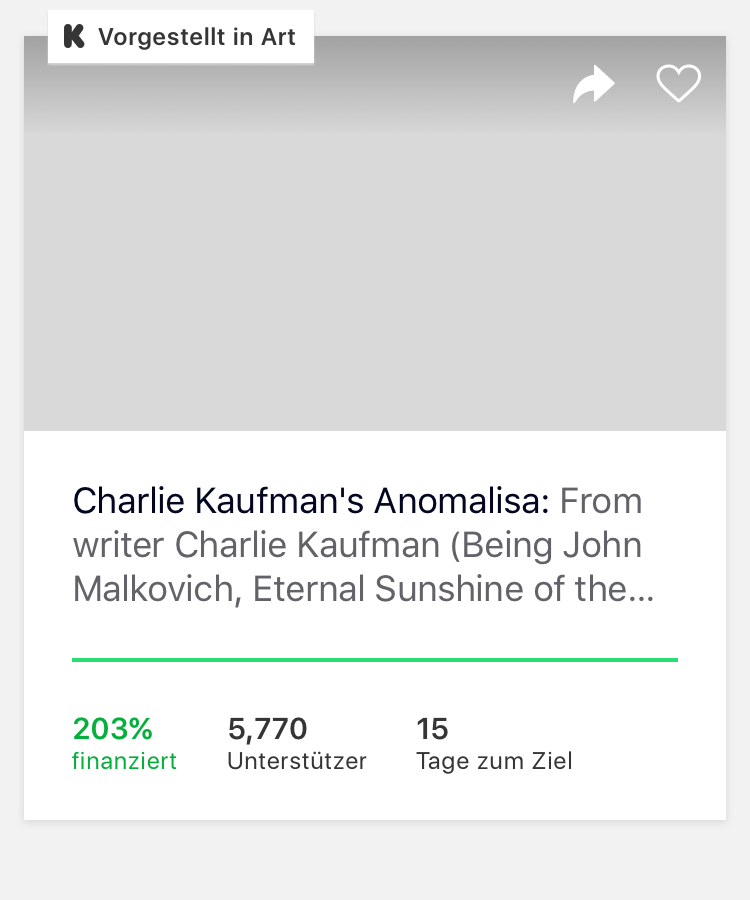 Vorgestellt in Art
Charlie Kaufman's Anomalisa: From
writer Charlie Kaufman (Being John
Malkovich, Eternal Sunshine of the...
203% 5,770 15
finanziert Unterstützer Tage zum Ziel